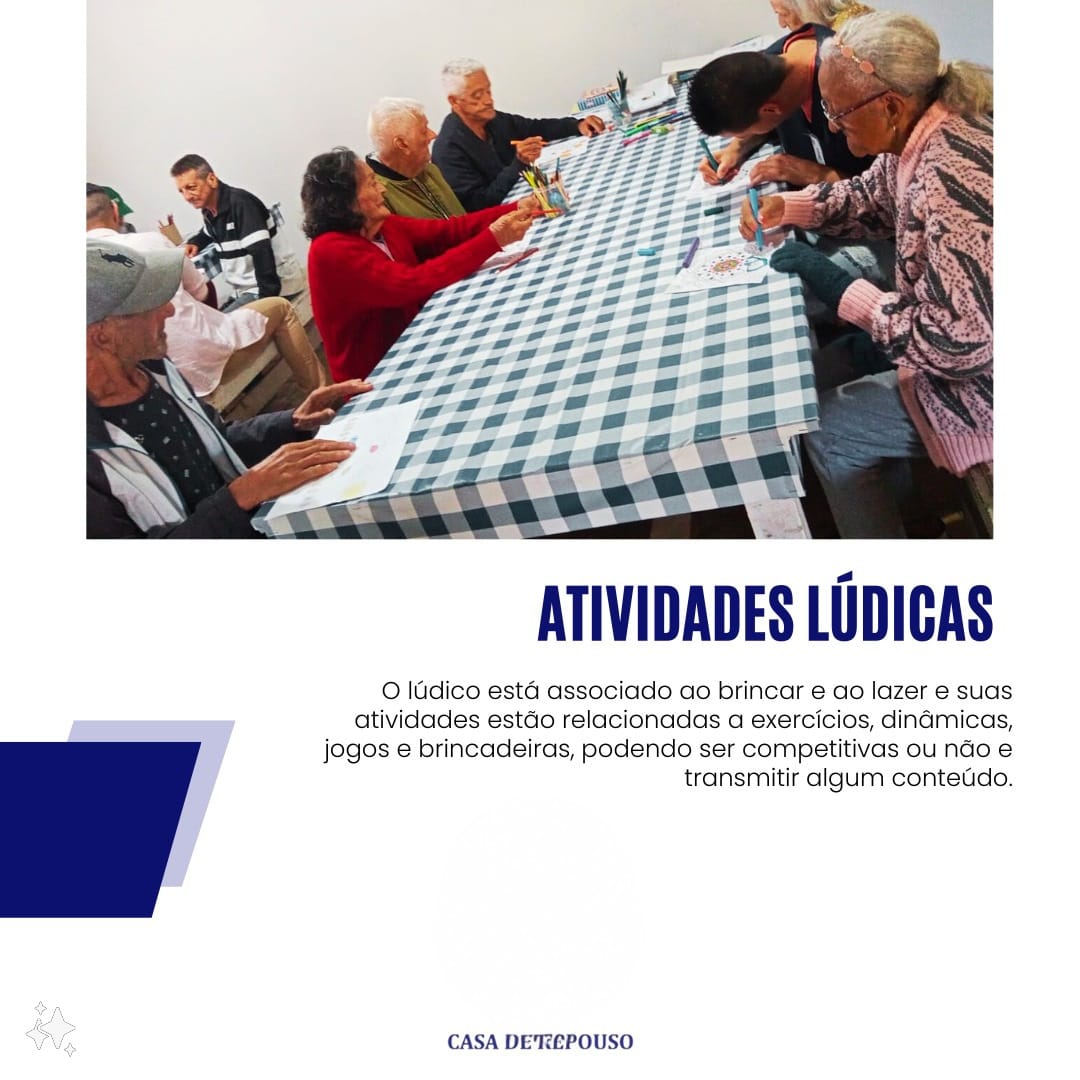 ATIVIDADES LÚDICAS
O lúdico está associado ao brincar e ao lazer e suas
atividades estão relacionadas a exercícios, dinâmicas,
jogos e brincadeiras, podendo ser competitivas ou não e
transmitir algum conteúdo.
CASA